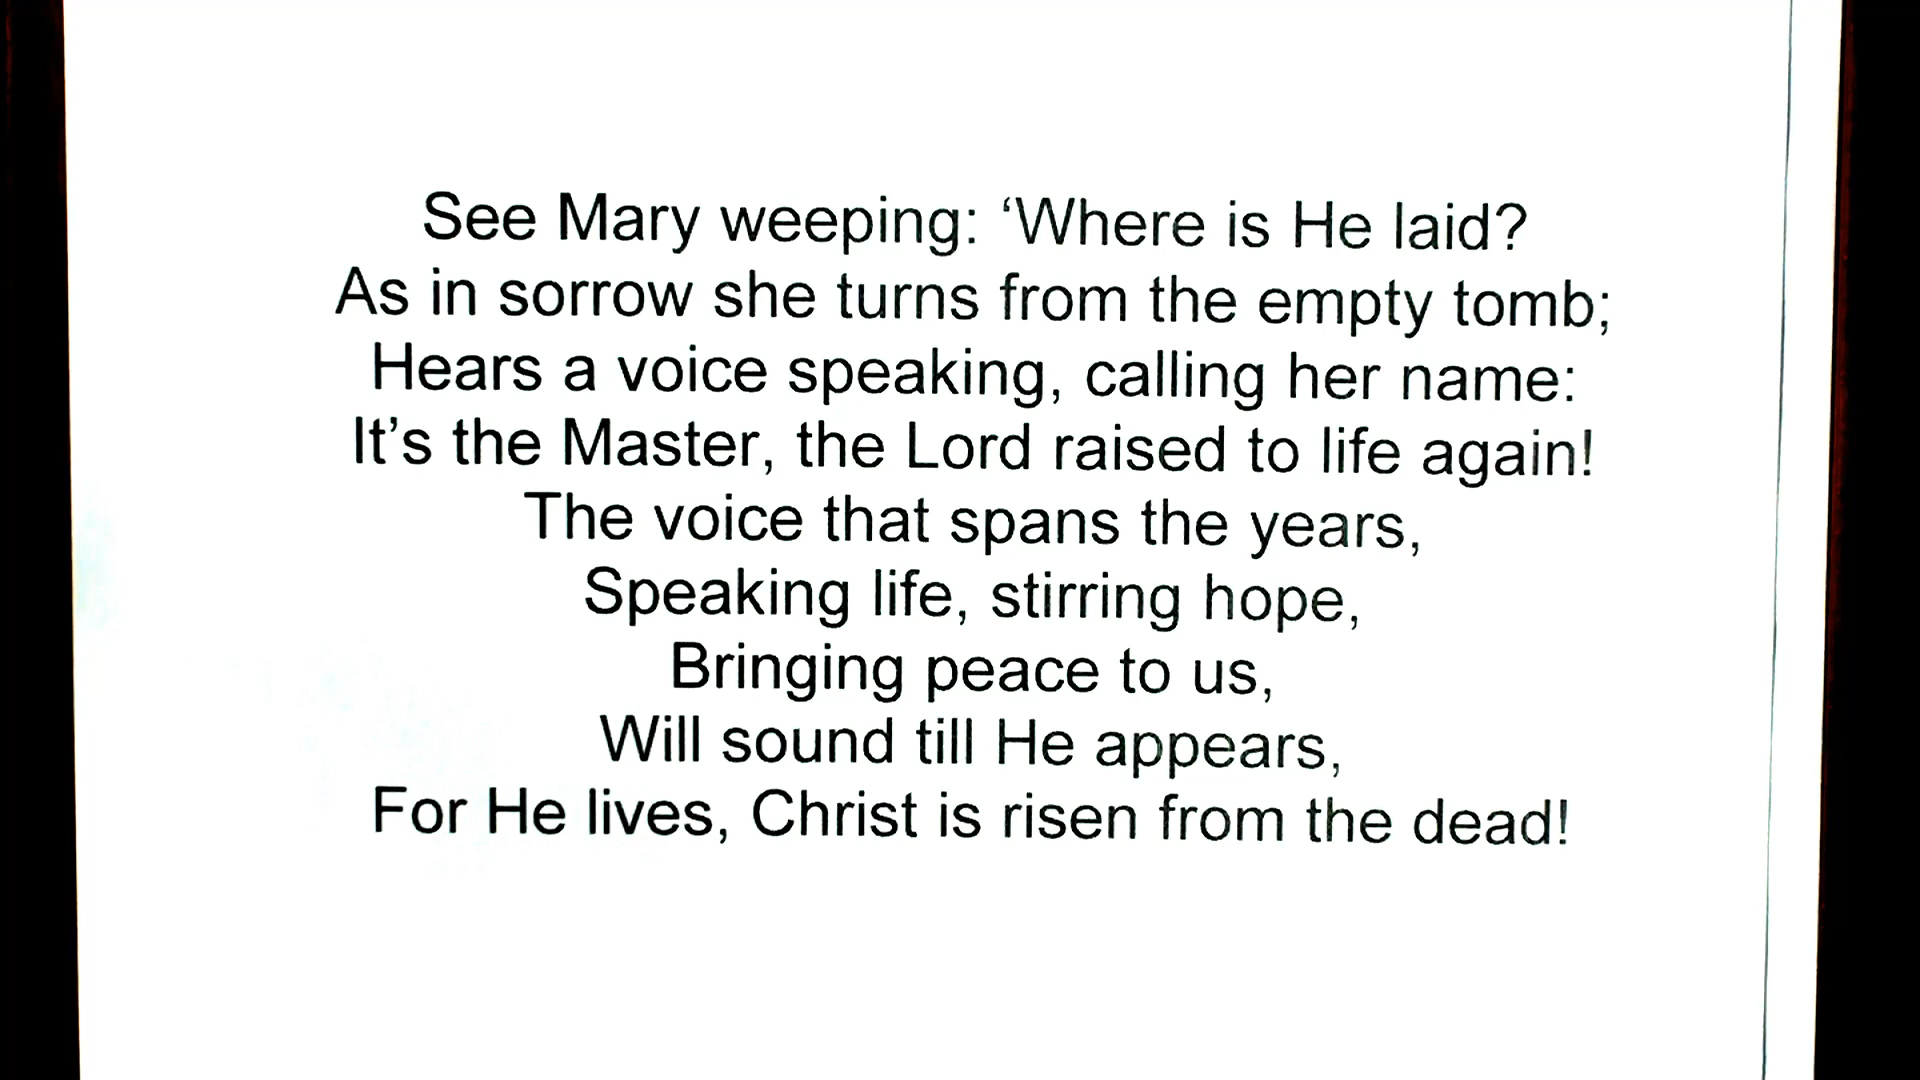 See Mary weeping: ‘Where is He laid?
As in sorrow she turns from the empty tomb;
Hears a voice speaking, calling her name:
It’s the Master, the Lord raised to life again!
The voice that spans the years,
Speaking life, stirring hope,
Bringing peace to us,
Will sound till He appears,
For He lives, Christ is risen from the dead!